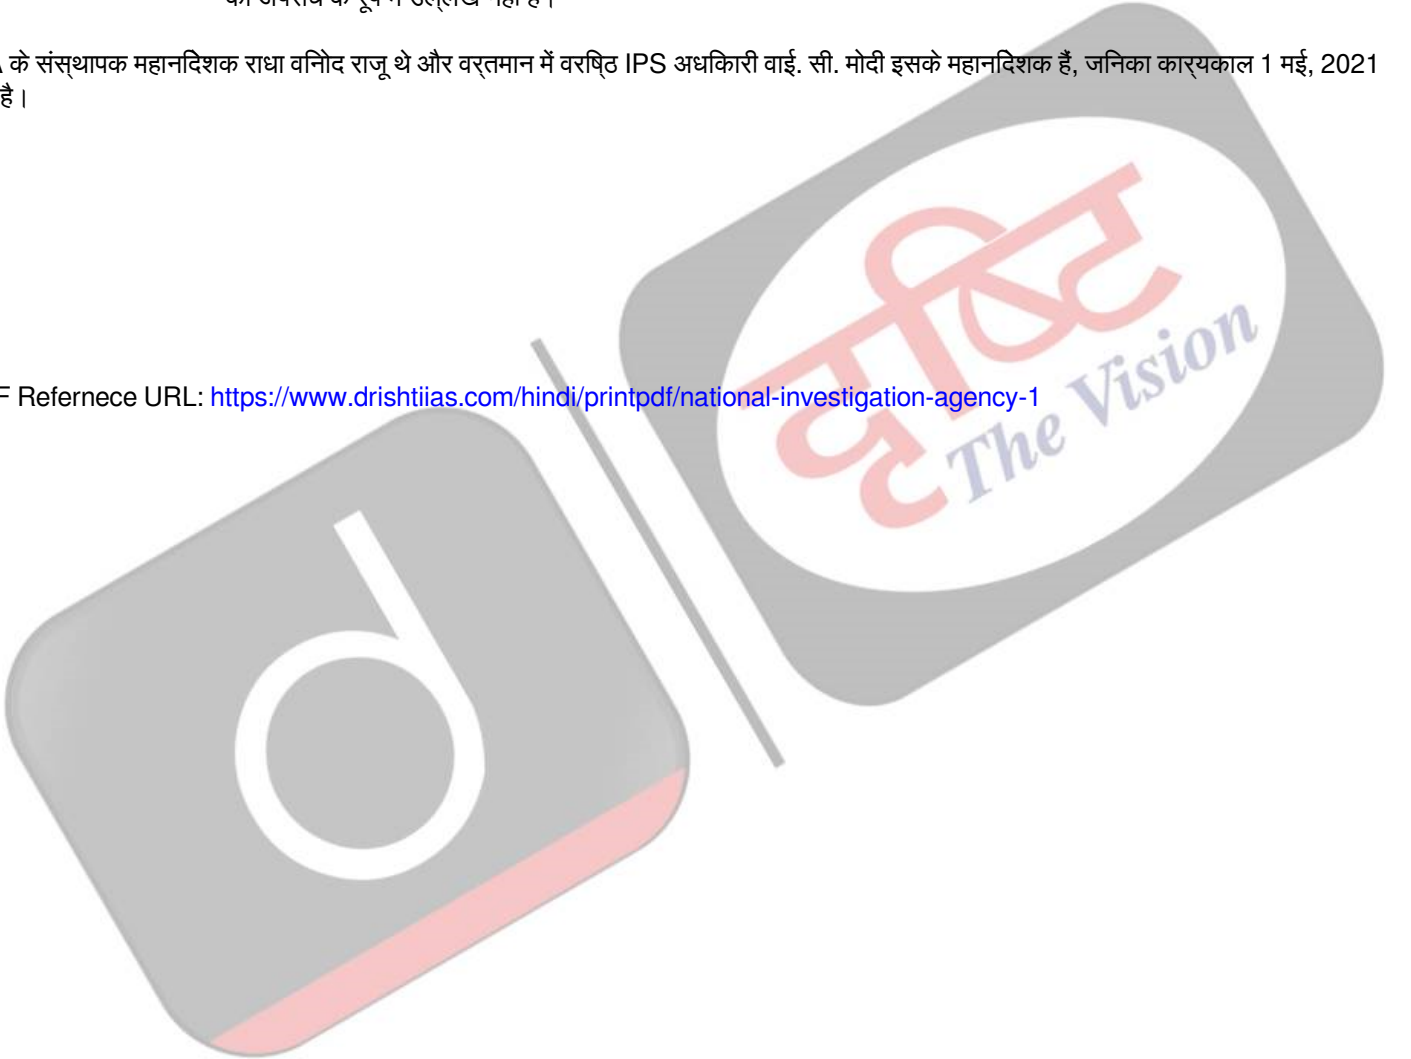 के संस्थापक महानिदेशक राधा विनोद राजू थे और वर्तमान में वरिष्ठ IPS अधिकारी वाई. सी. मोदी इसके महानिदेशक हैं, जिनका कार्यकाल 1 मई, 2021
है।
F Refernece URL: https://www.drishtiias.com/hindi/printpdf/national-investigation-agency-1
दृष्टि
The Vision
d